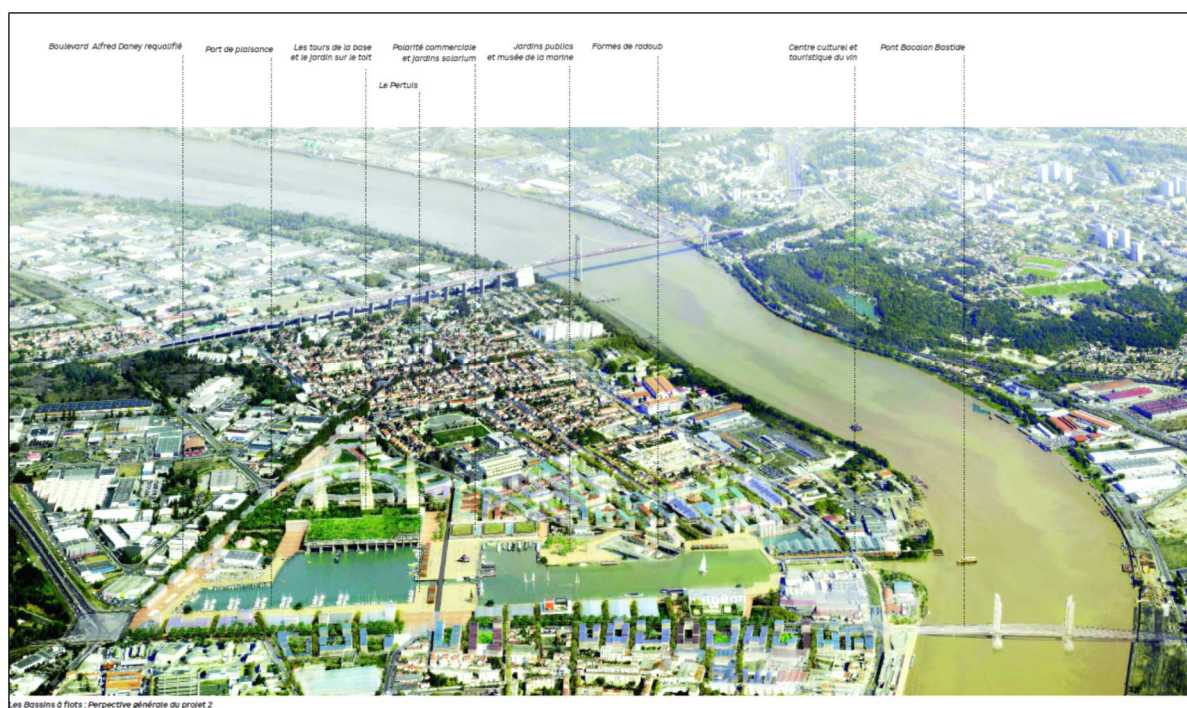 Boulevard Alfred Daney requalifié
Port de plaisance
Les tours de la base
et le jardin sur le toit
Le Pertuis
Polarité commerciale
et jardins solarium
Jardins publics
et musée de la marine
Formes de radoub
Centre culturel et
touristique du vin
Pont Bacalan Bastide
Les Bassins à flots : Perpective générale du projet 2